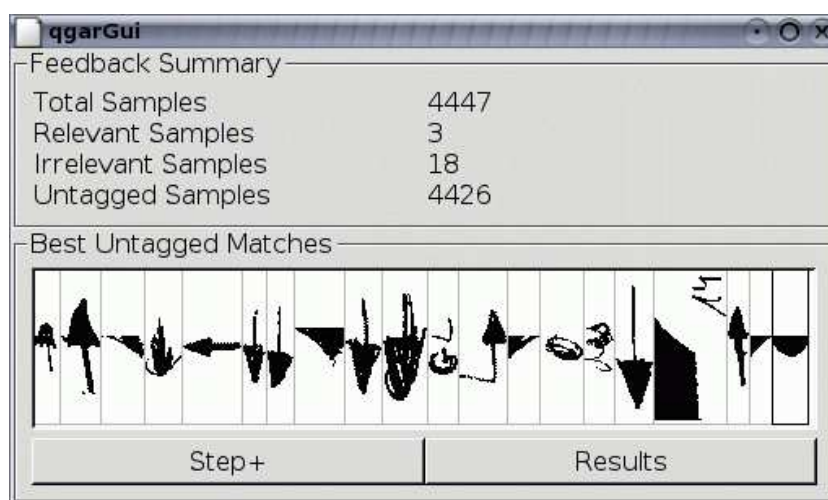 qgarGui
Feedback Summary
Total Samples 4447
Relevant Samples 3
Irrelevant Samples 18
Untagged Samples 4426
Best Untagged Matches
Step+ Results